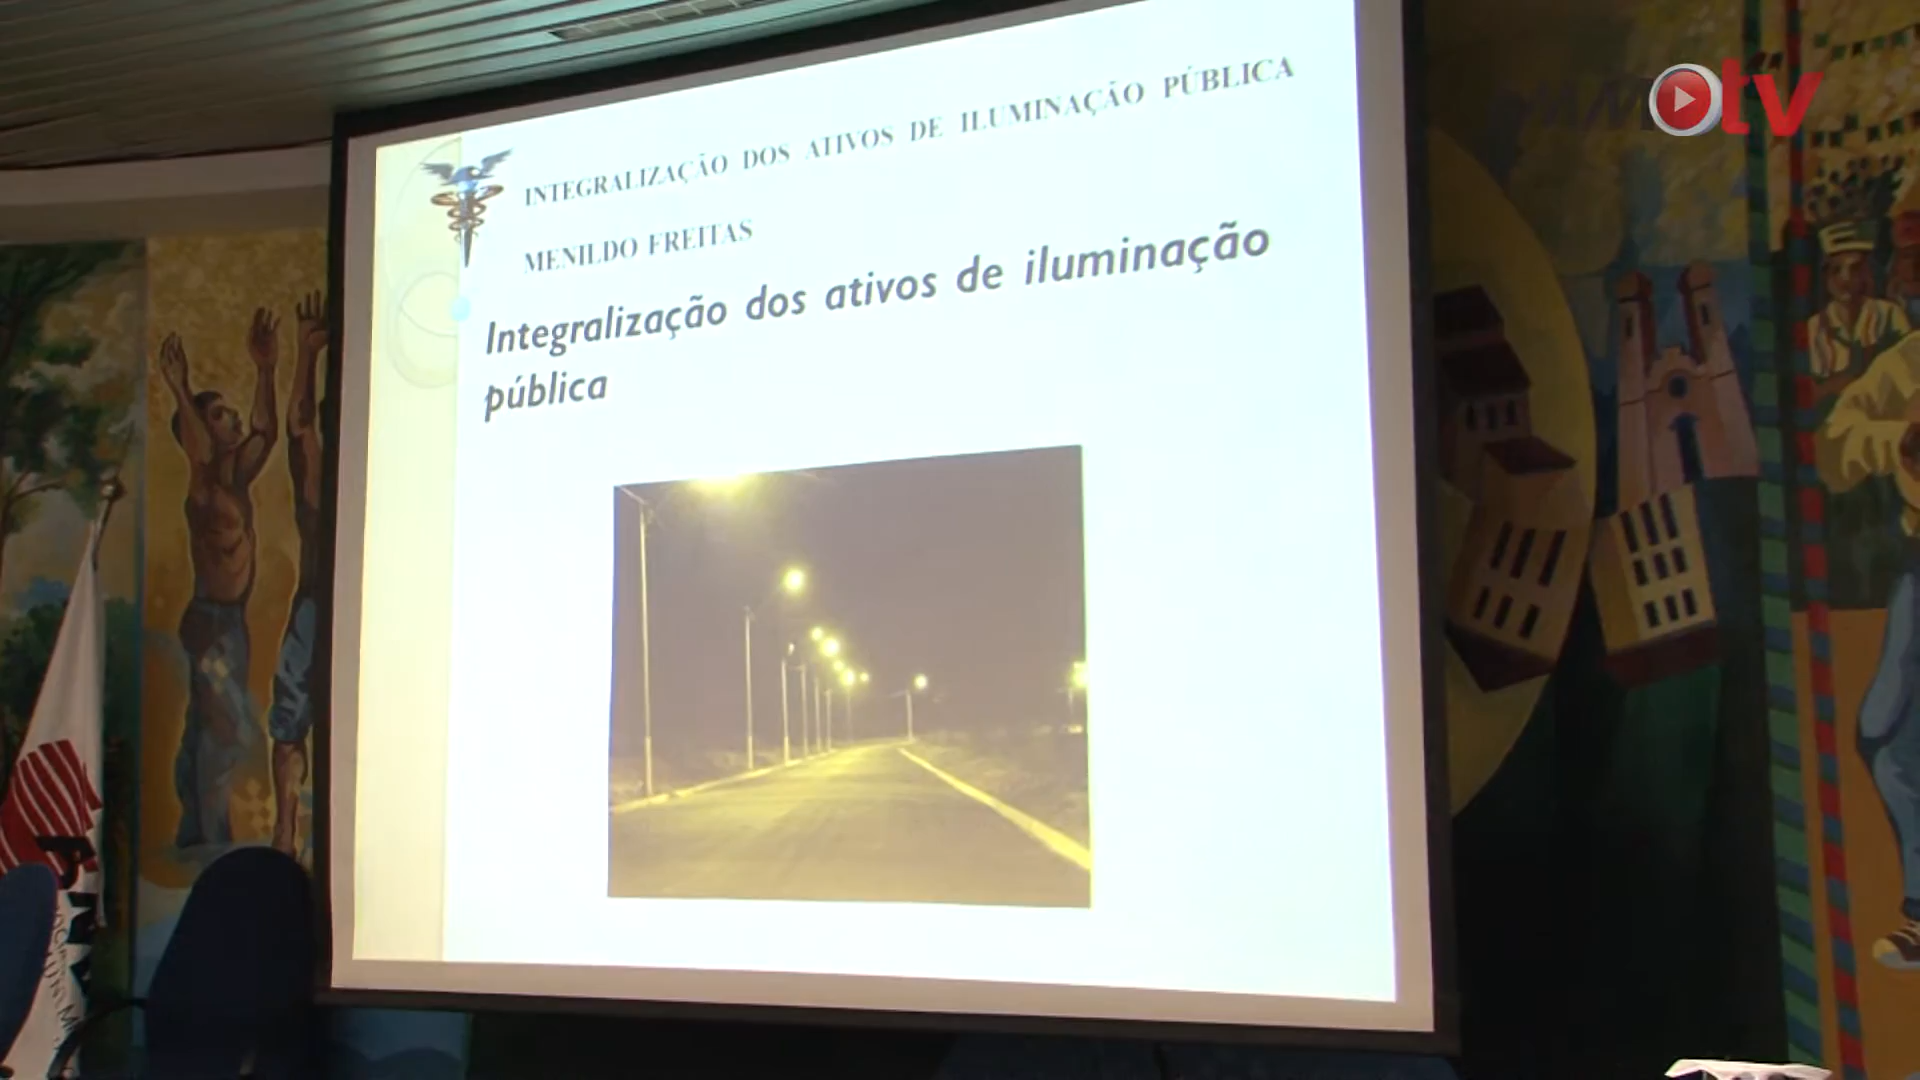 INTEGRALIZAÇÃO DOS ATIVOS DE ILUMINAÇÃO PÚBLICA
MENILDO FREITAS
Integralização dos ativos de iluminação
pública
tv